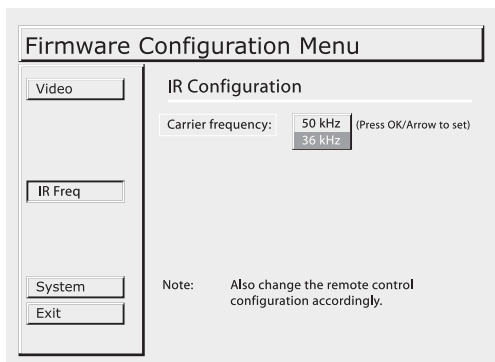 Firmware Configuration Menu
Video
IR Freq
System
Exit
IR Configuration
Carrier frequency:
50 kHz
(Press OK/Arrow to set)
36 kHz
Note:
Also change the remote control
configuration accordingly.